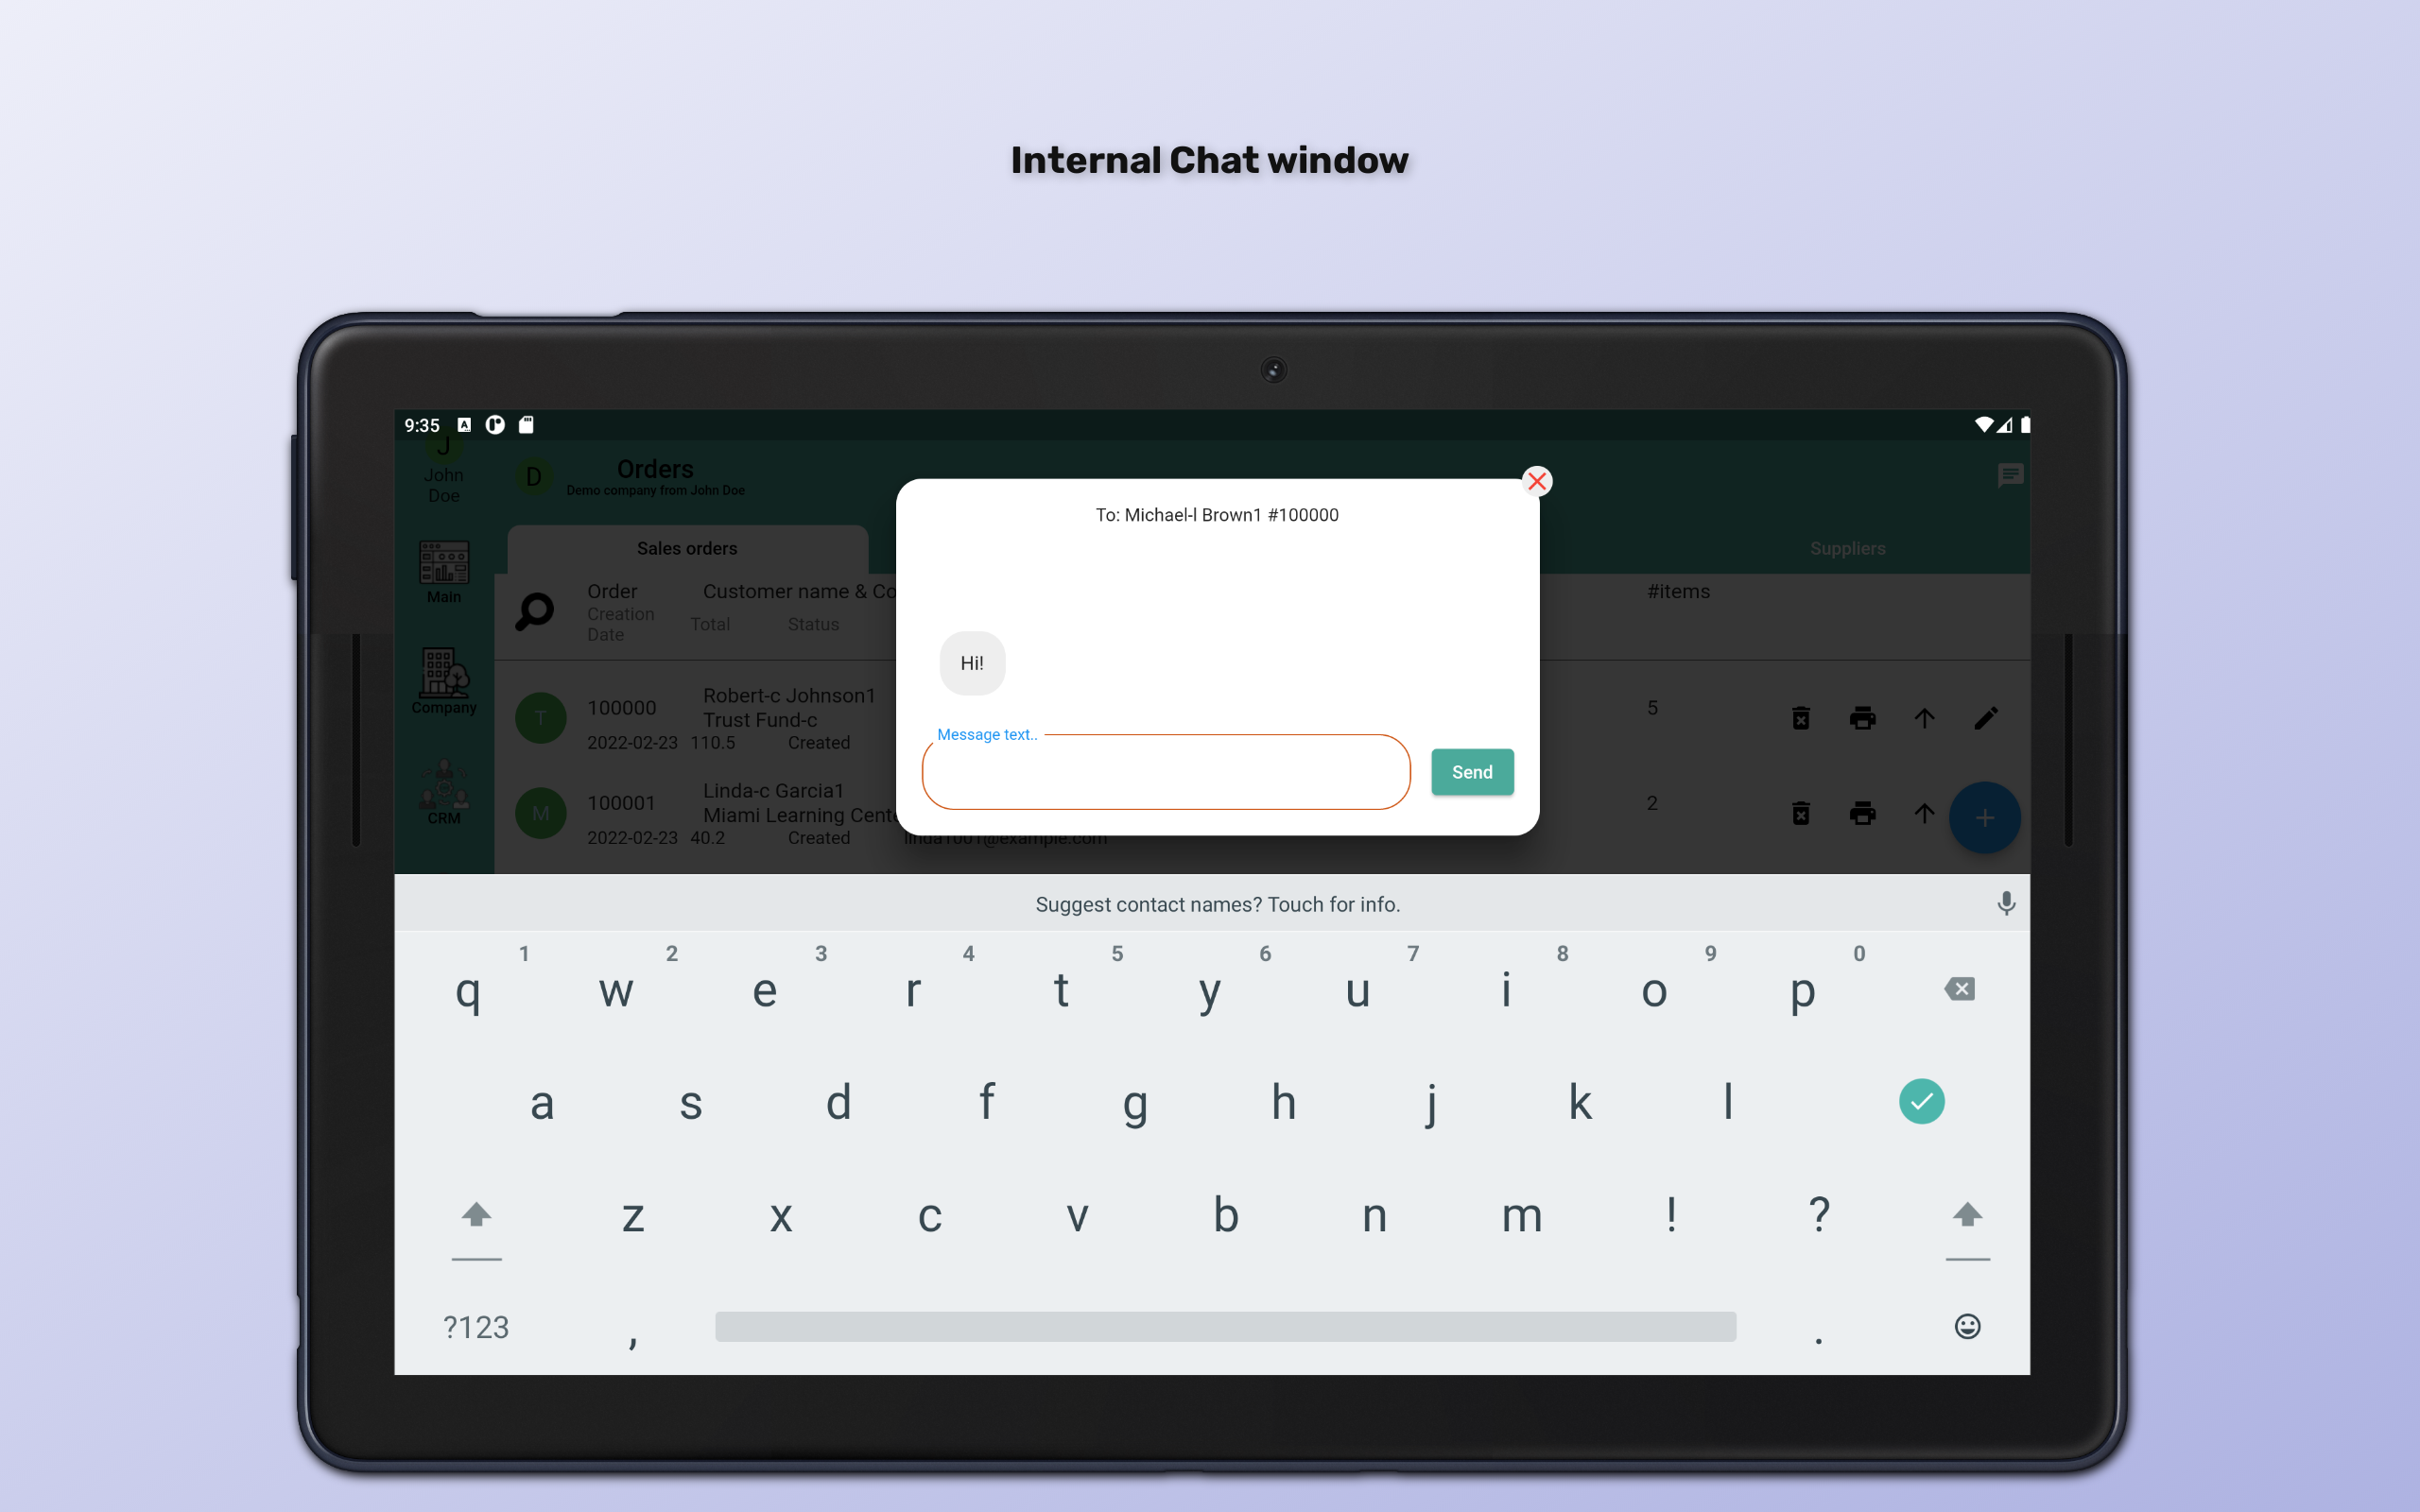 Internal Chat window
9:35
J
John
Doe
D
Orders
Demo company from John Doe
To: Michael-l Brown1 #100000
Sales orders
Suppliers
Main
Order
Customer name & Co
#items
Creation
Date
Total
Status
Hi!
Company
T
100000
Robert-c Johnson1
Trust Fund-c
5
2022-02-23
110.5
Created
Message text..
Send
CRM
M
100001
Linda-c Garcia1
Miami Learning Cent
2
2022-02-23
40.2
Created
linda1001@example.com
Suggest contact names? Touch for info.
1 2 3 4 5 6 7 8 9 0
q w e r t y u i o p
a s d f g h j k l
z x c v b n m ! ?
?123 , .